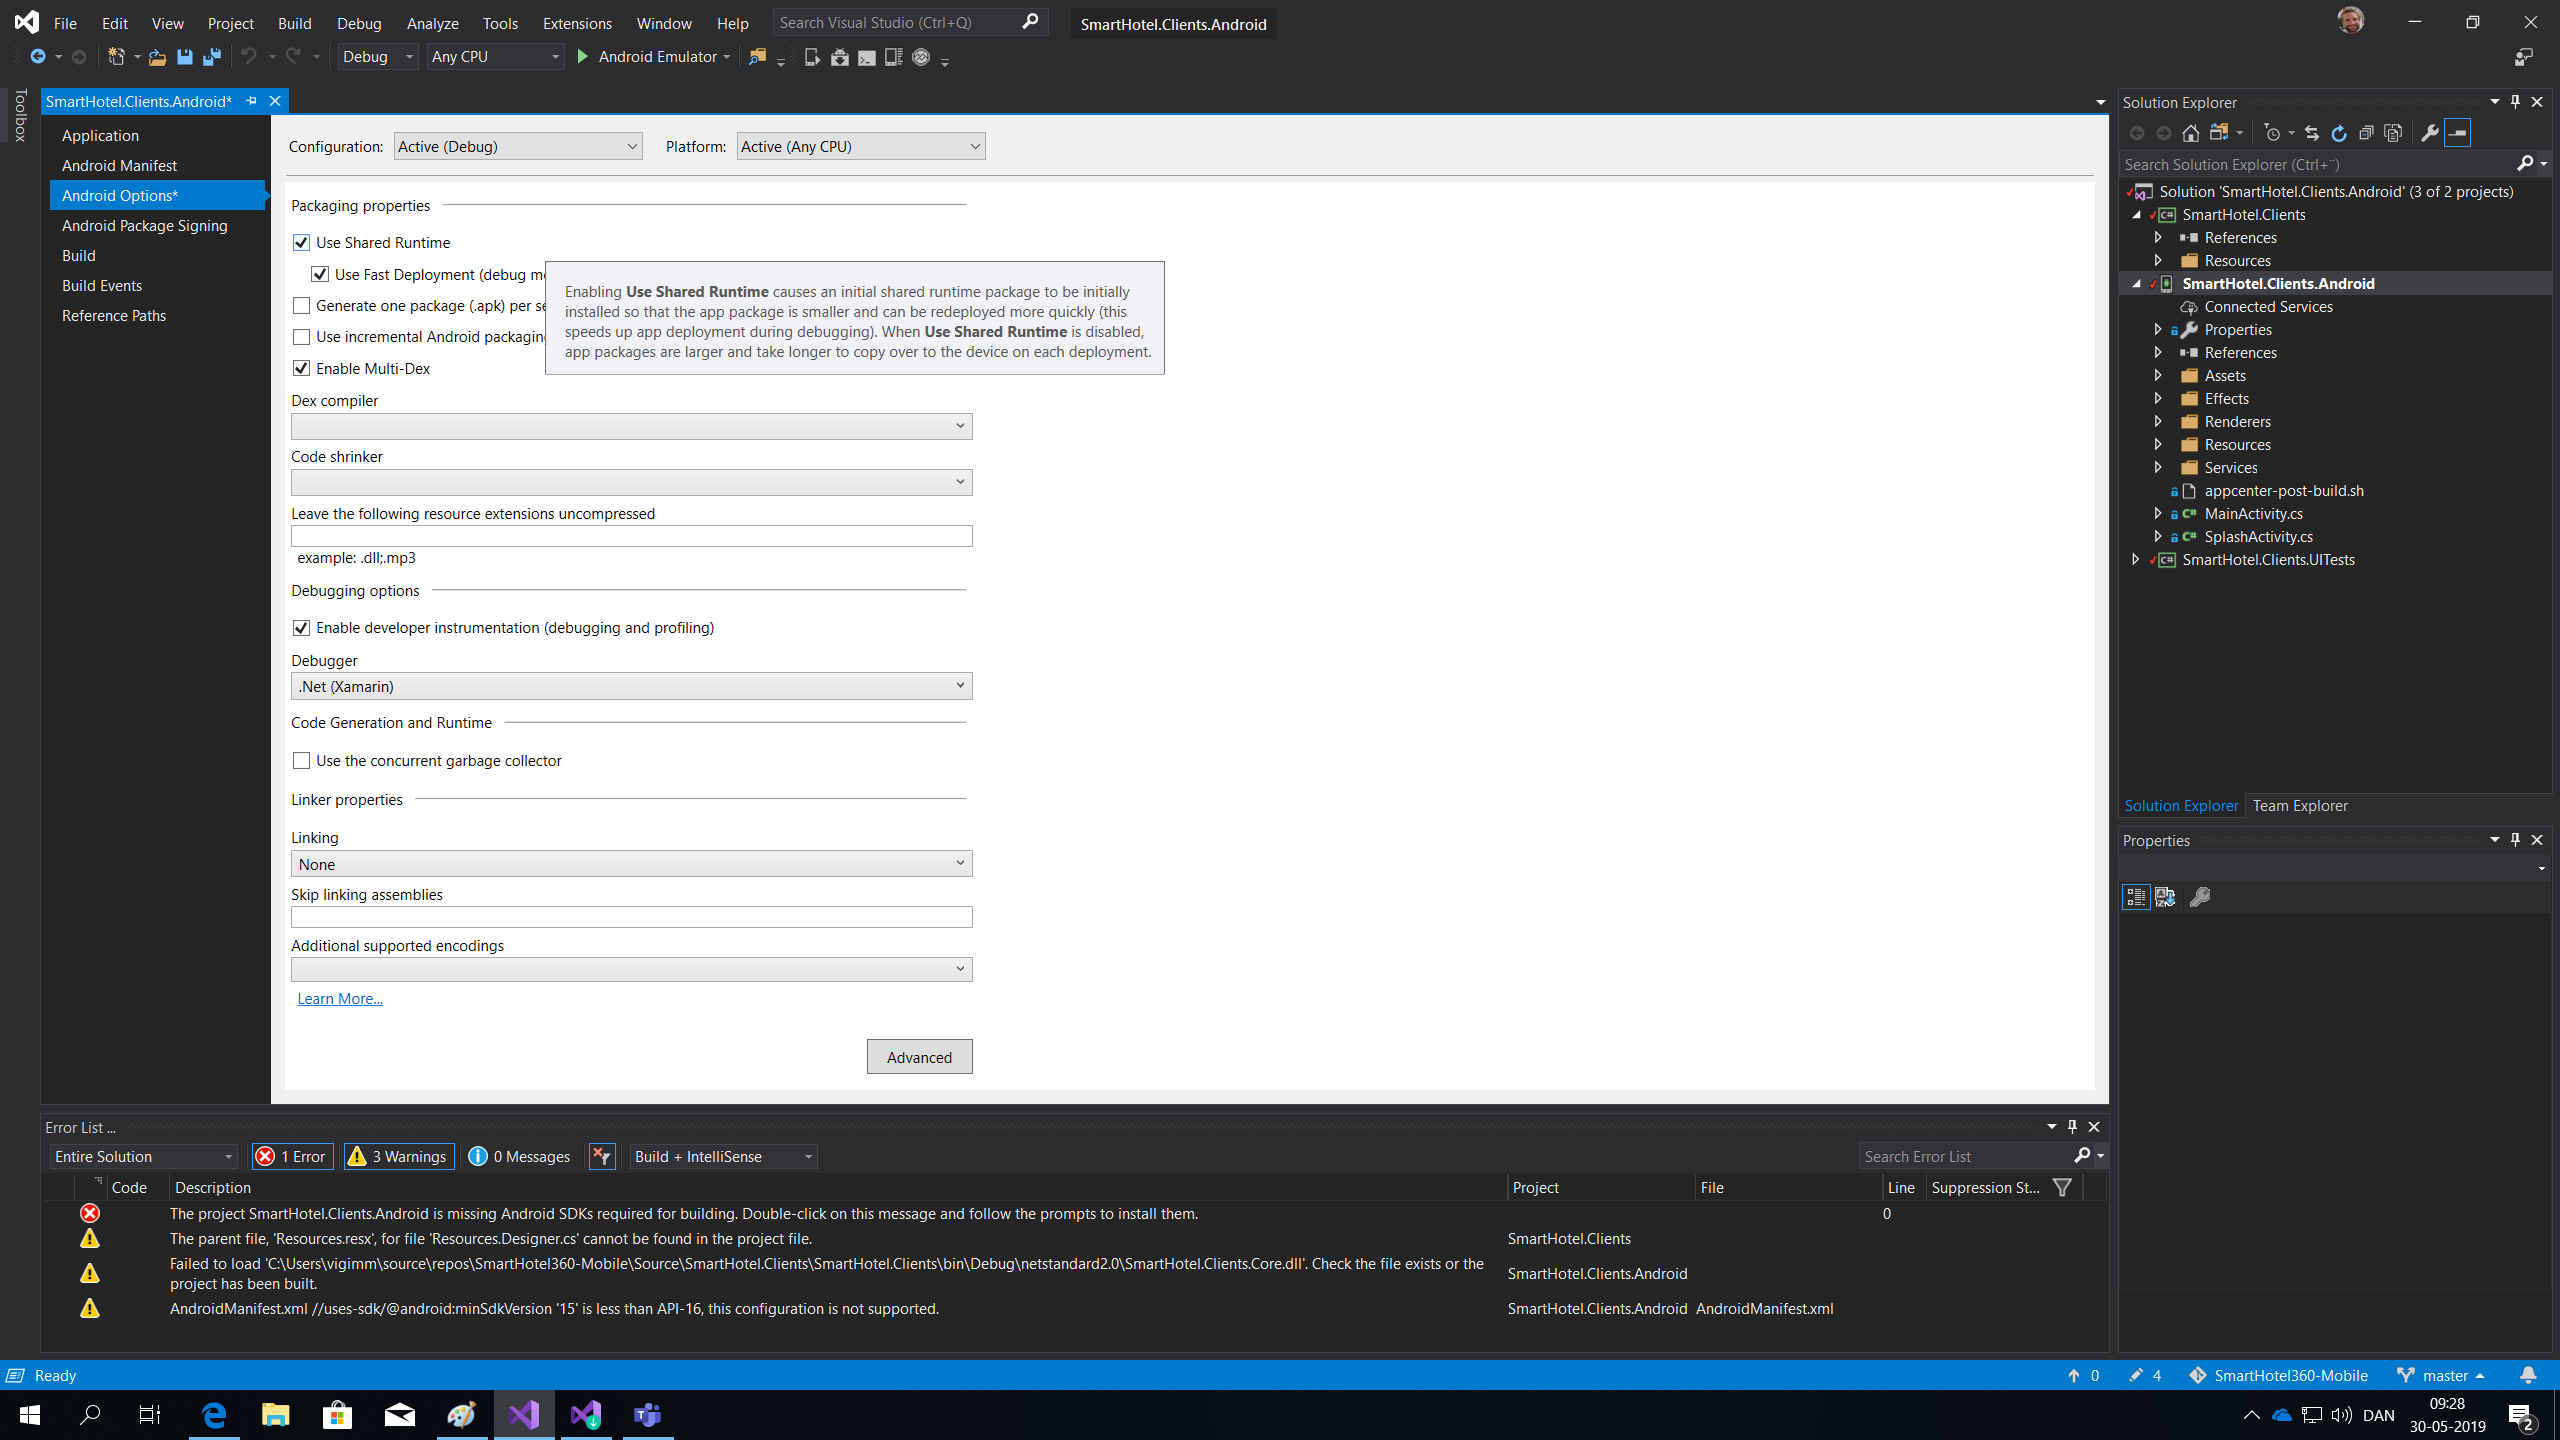 File Edit View Project Build Debug Analyze Tools Extensions Window Help Search Visual Studio (Ctrl+Q) SmartHotel.Clients.Android
Debug Any CPU Android Emulator
Toolbox
SmartHotel.Clients.Android*
Application
Android Manifest
Android Options*
Android Package Signing
Build
Build Events
Reference Paths
Configuration: Active (Debug) Platform: Active (Any CPU)
Packaging properties
Use Shared Runtime
Use Fast Deployment (debug m
Generate one package (.apk) per se
Use incremental Android packaging
Enable Multi-Dex
Enabling Use Shared Runtime causes an initial shared runtime package to be initially
installed so that the app package is smaller and can be redeployed more quickly (this
speeds up app deployment during debugging). When Use Shared Runtime is disabled,
app packages are larger and take longer to copy over to the device on each deployment.
Dex compiler
Code shrinker
Leave the following resource extensions uncompressed
example: .dll;.mp3
Debugging options
Enable developer instrumentation (debugging and profiling)
Debugger
.Net (Xamarin)
Code Generation and Runtime
Use the concurrent garbage collector
Linker properties
Linking
None
Skip linking assemblies
Additional supported encodings
Learn More...
Advanced
Solution Explorer
Search Solution Explorer (Ctrl+¨)
Solution 'SmartHotel.Clients.Android' (3 of 2 projects)
SmartHotel.Clients
References
Resources
SmartHotel.Clients.Android
Connected Services
Properties
References
Assets
Effects
Renderers
Resources
Services
appcenter-post-build.sh
MainActivity.cs
SplashActivity.cs
SmartHotel.Clients.UITests
Solution Explorer Team Explorer
Properties
Error List ...
Entire Solution 1 Error 3 Warnings 0 Messages Build + IntelliSense Search Error List
Code Description Project File Line Suppression St...
The project SmartHotel.Clients.Android is missing Android SDKs required for building. Double-click on this message and follow the prompts to install them. 0
The parent file, 'Resources.resx', for file 'Resources.Designer.cs' cannot be found in the project file. SmartHotel.Clients
Failed to load 'C:\Users\vigimm\source\repos\SmartHotel360-Mobile\Source\SmartHotel.Clients\SmartHotel.Clients\bin\Debug\netstandard2.0\SmartHotel.Clients.Core.dll'. Check the file exists or the
project has been built. SmartHotel.Clients.Android
AndroidManifest.xml //uses-sdk/@android:minSdkVersion '15' is less than API-16, this configuration is not supported. SmartHotel.Clients.Android AndroidManifest.xml
Ready 0 4 SmartHotel360-Mobile master
DAN 09:28
30-05-2019 2